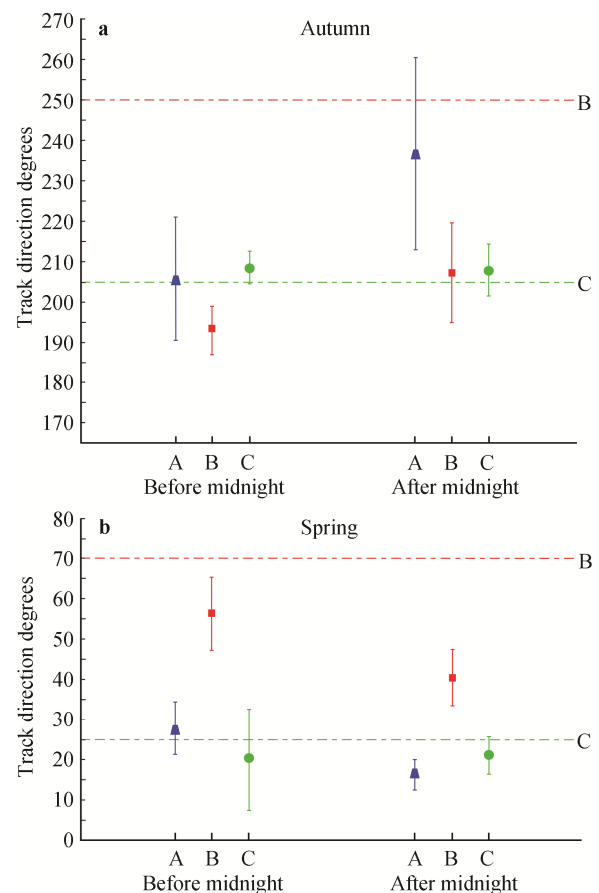 a Autumn
Track direction degrees
270
260
250
240
230
220
210
200
190
180
170
B
C
A B C A B C
Before midnight After midnight
b Spring
Track direction degrees
80
70
60
50
40
30
20
10
0
B
C
A B C A B C
Before midnight After midnight